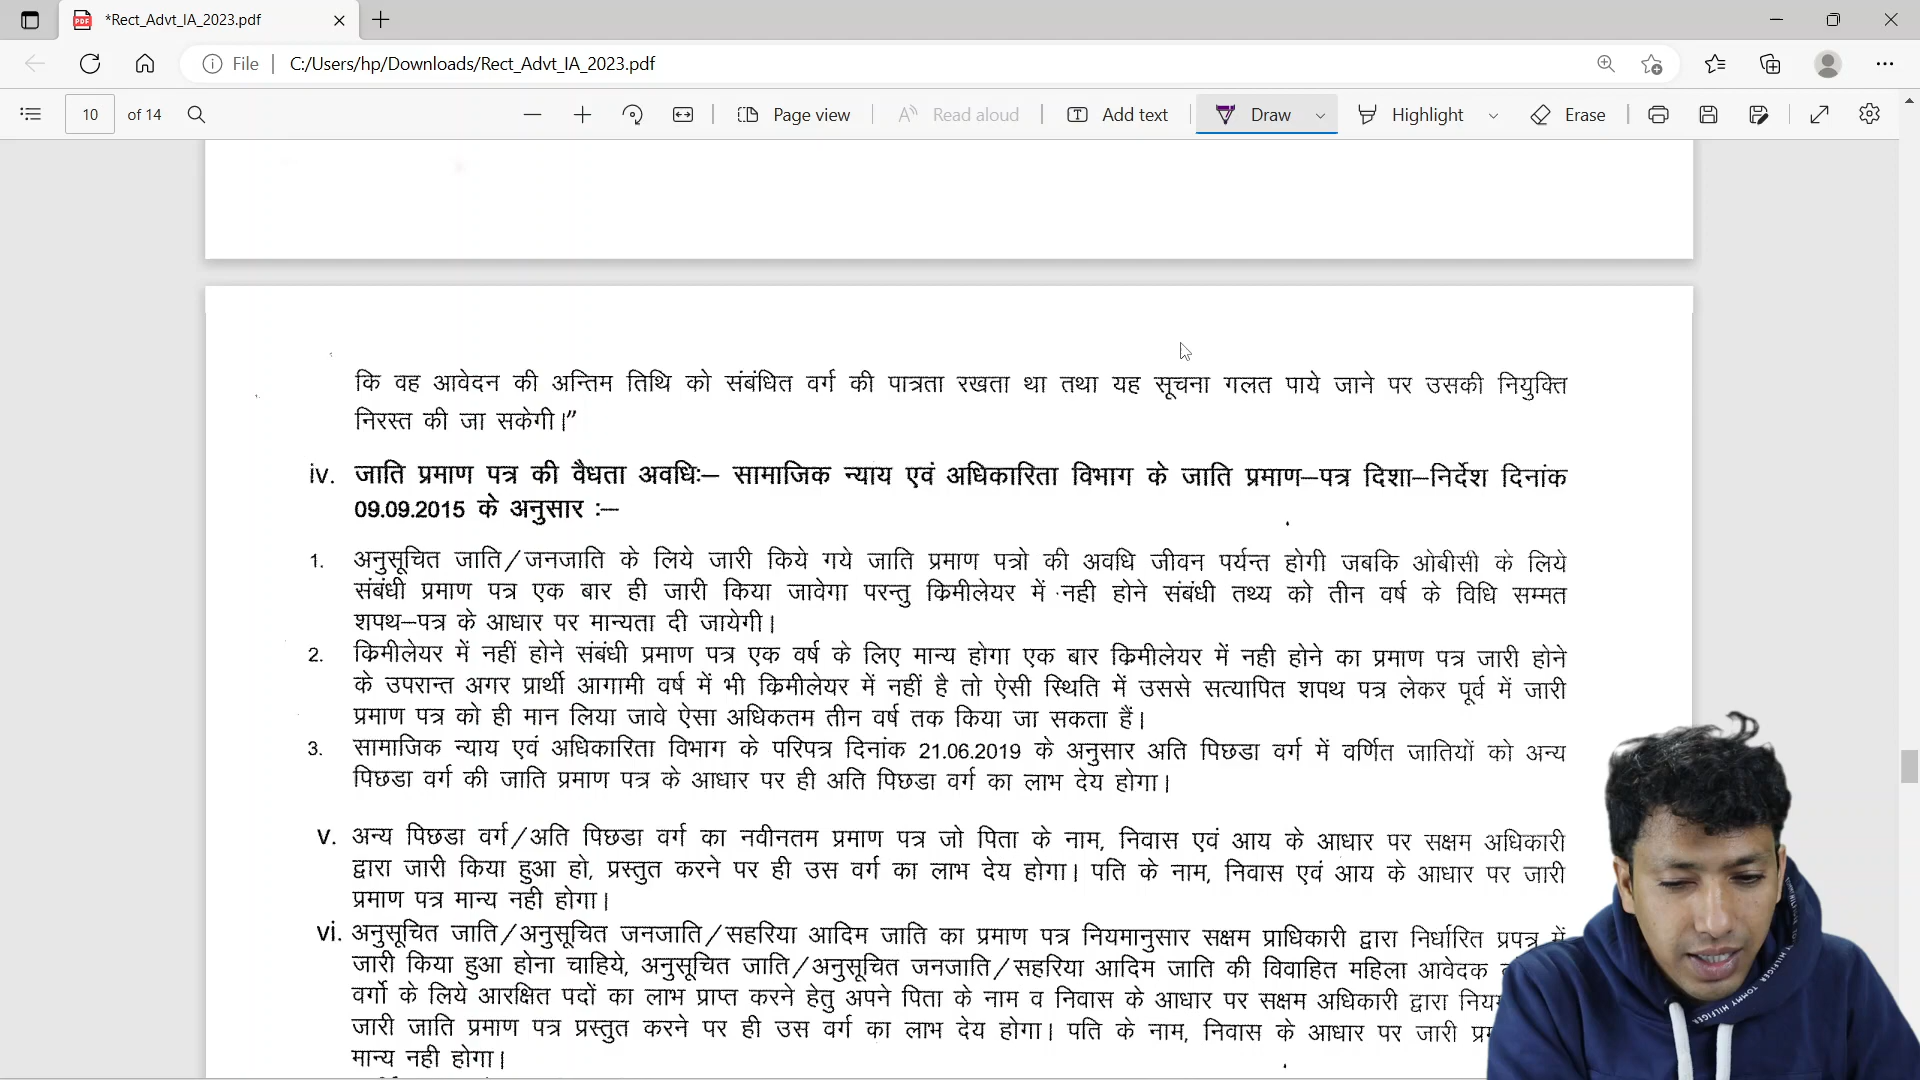 *Rect_Advt_IA_2023.pdf
File | C:/Users/hp/Downloads/Rect_Advt_IA_2023.pdf
10 of 14 Page view Read aloud Add text Draw Highlight Erase
कि वह आवेदन की अन्तिम तिथि को संबंधित वर्ग की पात्रता रखता था तथा यह सूचना गलत पाये जाने पर उसकी नियुक्ति
निरस्त की जा सकेगी।”
iv. जाति प्रमाण पत्र की वैधता अवधिः– सामाजिक न्याय एवं अधिकारिता विभाग के जाति प्रमाण–पत्र दिशा–निर्देश दिनांक
09.09.2015 के अनुसार :–
1. अनुसूचित जाति/जनजाति के लिये जारी किये गये जाति प्रमाण पत्रो की अवधि जीवन पर्यन्त होगी जबकि ओबीसी के लिये
संबंधी प्रमाण पत्र एक बार ही जारी किया जावेगा परन्तु क्रिमीलेयर में नही होने संबंधी तथ्य को तीन वर्ष के विधि सम्मत
शपथ–पत्र के आधार पर मान्यता दी जायेगी।
2. क्रिमीलेयर में नहीं होने संबंधी प्रमाण पत्र एक वर्ष के लिए मान्य होगा एक बार क्रिमीलेयर में नही होने का प्रमाण पत्र जारी होने
के उपरान्त अगर प्रार्थी आगामी वर्ष में भी क्रिमीलेयर में नहीं है तो ऐसी स्थिति में उससे सत्यापित शपथ पत्र लेकर पूर्व में जारी
प्रमाण पत्र को ही मान लिया जावे ऐसा अधिकतम तीन वर्ष तक किया जा सकता हैं।
3. सामाजिक न्याय एवं अधिकारिता विभाग के परिपत्र दिनांक 21.06.2019 के अनुसार अति पिछडा वर्ग में वर्णित जातियों को अन्य
पिछडा वर्ग की जाति प्रमाण पत्र के आधार पर ही अति पिछडा वर्ग का लाभ देय होगा।
v. अन्य पिछडा वर्ग/अति पिछडा वर्ग का नवीनतम प्रमाण पत्र जो पिता के नाम, निवास एवं आय के आधार पर सक्षम अधिकारी
द्वारा जारी किया हुआ हो, प्रस्तुत करने पर ही उस वर्ग का लाभ देय होगा। पति के नाम, निवास एवं आय के आधार पर जारी
प्रमाण पत्र मान्य नही होगा।
vi. अनुसूचित जाति/अनुसूचित जनजाति/सहरिया आदिम जाति का प्रमाण पत्र नियमानुसार सक्षम प्राधिकारी द्वारा निर्धारित प्रपत्र में
जारी किया हुआ होना चाहिये, अनुसूचित जाति/अनुसूचित जनजाति/सहरिया आदिम जाति की विवाहित महिला आवेदक
वर्गो के लिये आरक्षित पदों का लाभ प्राप्त करने हेतु अपने पिता के नाम व निवास के आधार पर सक्षम अधिकारी द्वारा
जारी जाति प्रमाण पत्र प्रस्तुत करने पर ही उस वर्ग का लाभ देय होगा। पति के नाम, निवास के आधार पर जारी
मान्य नही होगा।
TOMMY HILFIGER